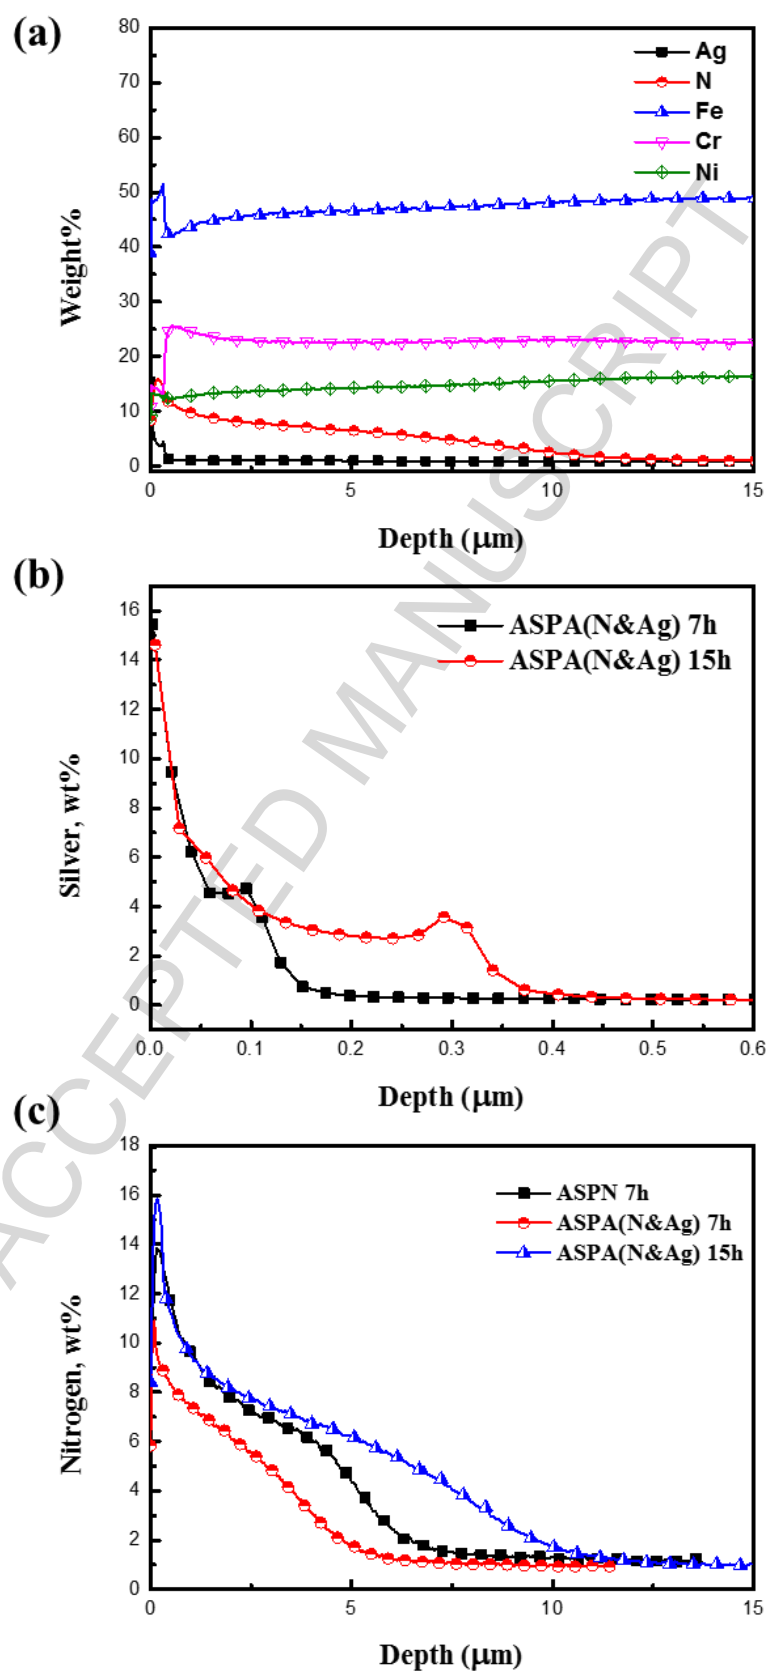 (a)
80
70
60
50
40
30
20
10
0
Weight%
Ag
N
Fe
Cr
Ni
0 5 10 15
Depth (μm)
(b)
16
14
12
10
8
6
4
2
0
Silver, wt%
ASPA(N&Ag) 7h
ASPA(N&Ag) 15h
0.0 0.1 0.2 0.3 0.4 0.5 0.6
Depth (μm)
(c)
18
16
14
12
10
8
6
4
2
0
Nitrogen, wt%
ASPN 7h
ASPA(N&Ag) 7h
ASPA(N&Ag) 15h
0 5 10 15
Depth (μm)
ACCEPTED MANUSCRIPT